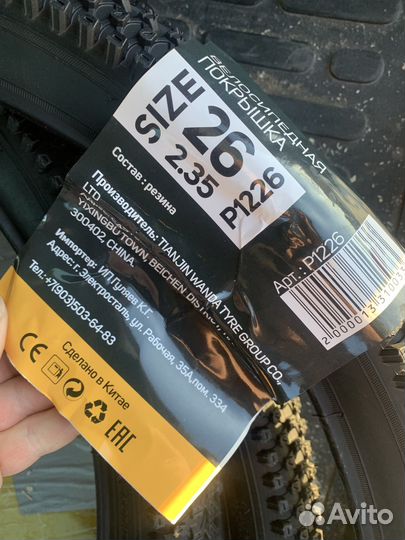 ВЕЛОСИПЕДНАЯ
ПОКРЫШКА
SIZE
26
2.35
P1226
Состав: резина
Производитель: TIANJIN WANDA TYRE GROUP CO,
LTD
YIXINGBU TOWN, BEICHEN
300402, CHINA
Импортер: ИП Гуляев К.Г.
Адрес: г. Электросталь, ул. Рабочая, 35А, пом. 334
Тел.: +7(903)503-64-83
Сделано в Китае
CE
EAC
Арт.: P1226
Avito